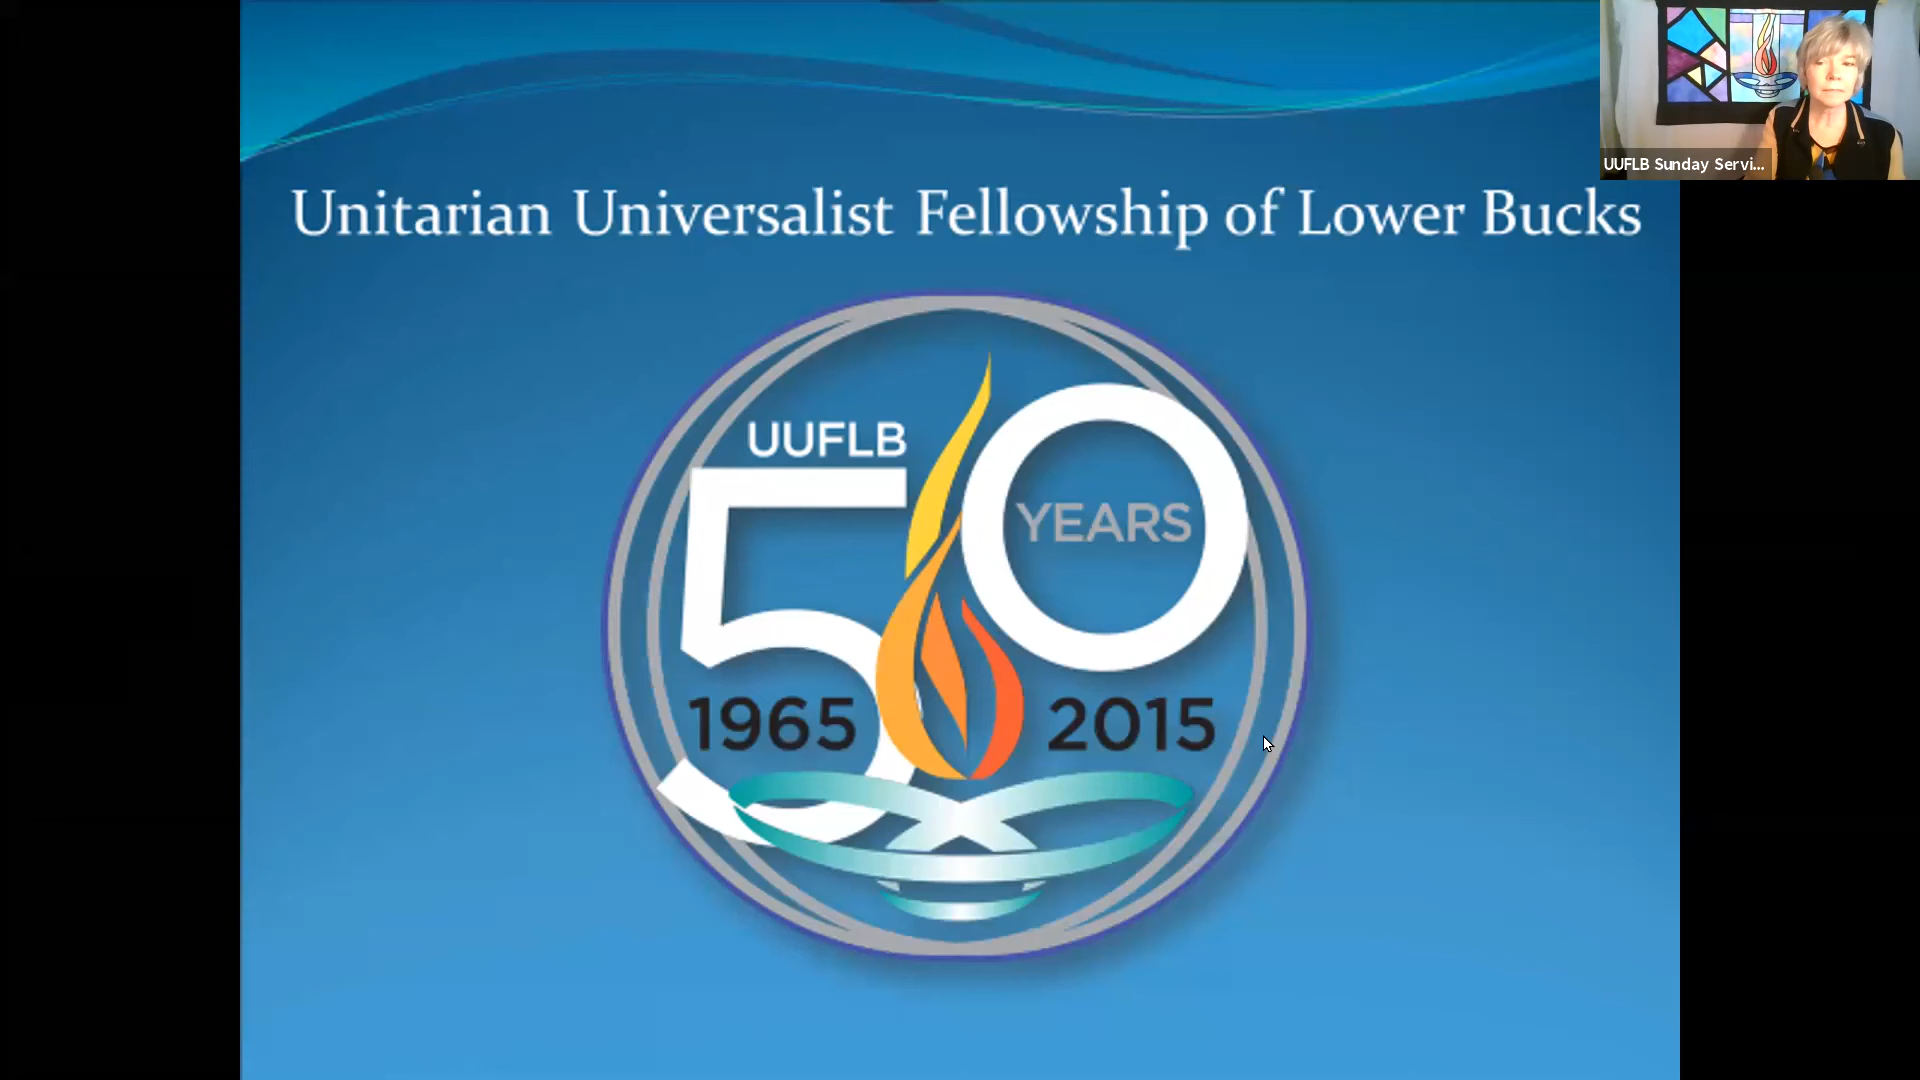 UUFLB Sunday Servi...
Unitarian Universalist Fellowship of Lower Bucks
UUFLB
50
YEARS
1965 2015